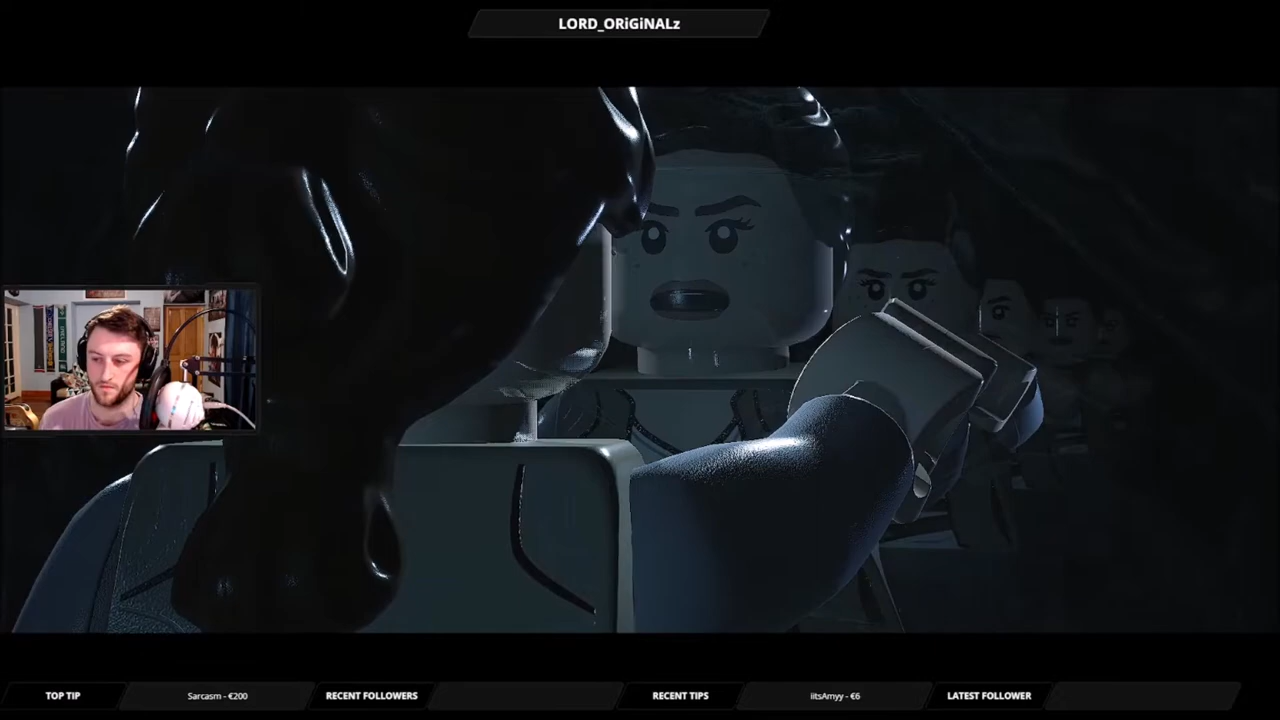 LORD_ORiGiNALz
TOP TIP
Sarcasm - €200
RECENT FOLLOWERS
RECENT TIPS
iitsAmyy - €6
LATEST FOLLOWER